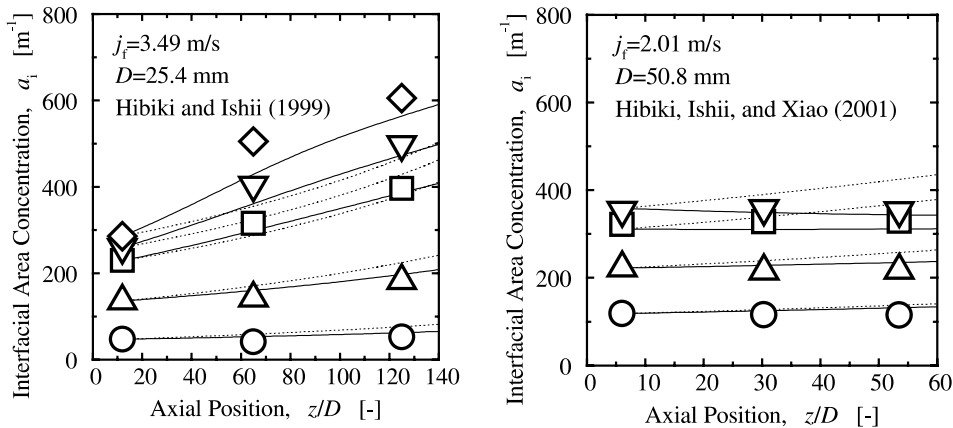 Interfacial Area Concentration, a_i [m⁻¹]
800
600
400
200
0
j_f=3.49 m/s
D=25.4 mm
Hibiki and Ishii (1999)
0 20 40 60 80 100 120 140
Axial Position, z/D [-]
Interfacial Area Concentration, a_i [m⁻¹]
800
600
400
200
0
j_f=2.01 m/s
D=50.8 mm
Hibiki, Ishii, and Xiao (2001)
0 10 20 30 40 50 60
Axial Position, z/D [-]